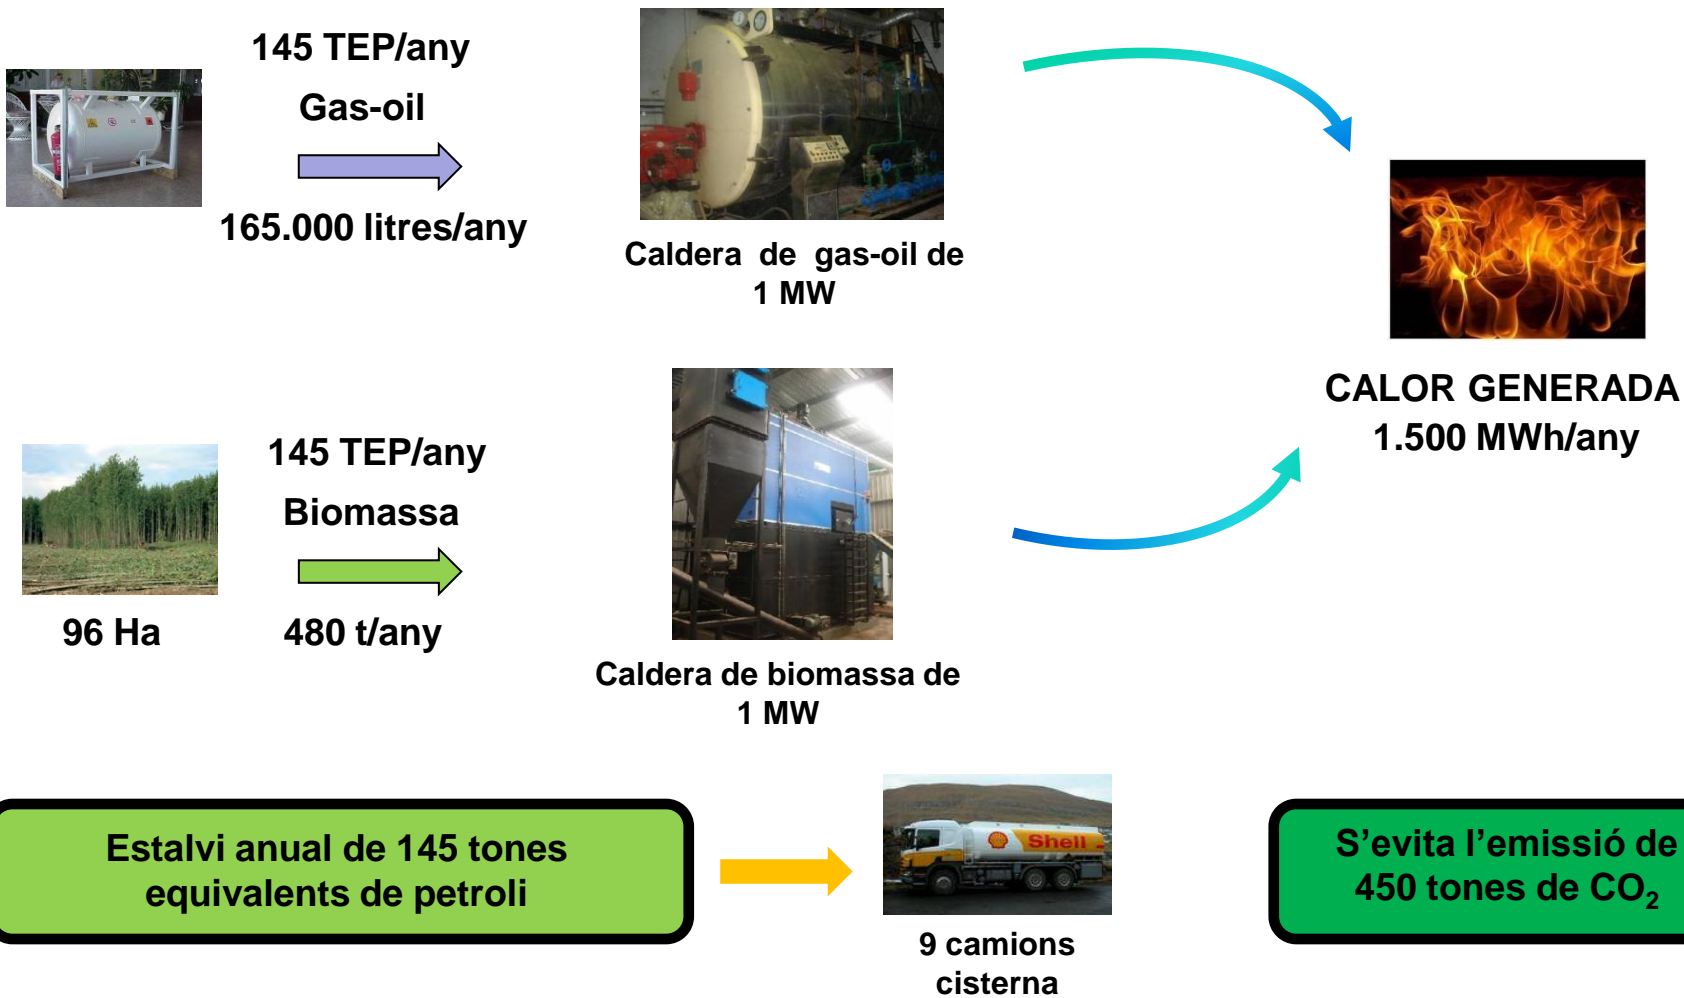 145 TEP/any
Gas-oil
165.000 litres/any
Caldera de gas-oil de
1 MW
CALOR GENERADA
1.500 MWh/any
145 TEP/any
Biomassa
96 Ha
480 t/any
Caldera de biomassa de
1 MW
Estalvi anual de 145 tones
equivalents de petroli
Shell
9 camions
cisterna
S’evita l’emissió de
450 tones de CO₂